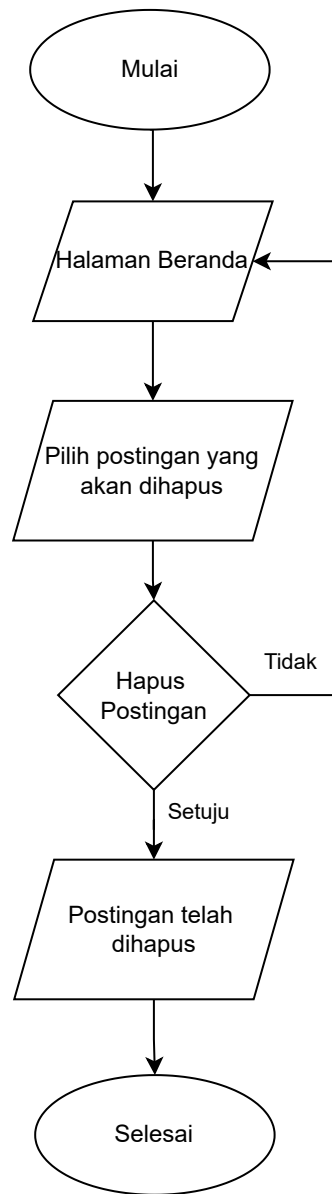 Mulai
Halaman Beranda
Pilih postingan yang
akan dihapus
Hapus
Postingan
Tidak
Setuju
Postingan telah
dihapus
Selesai